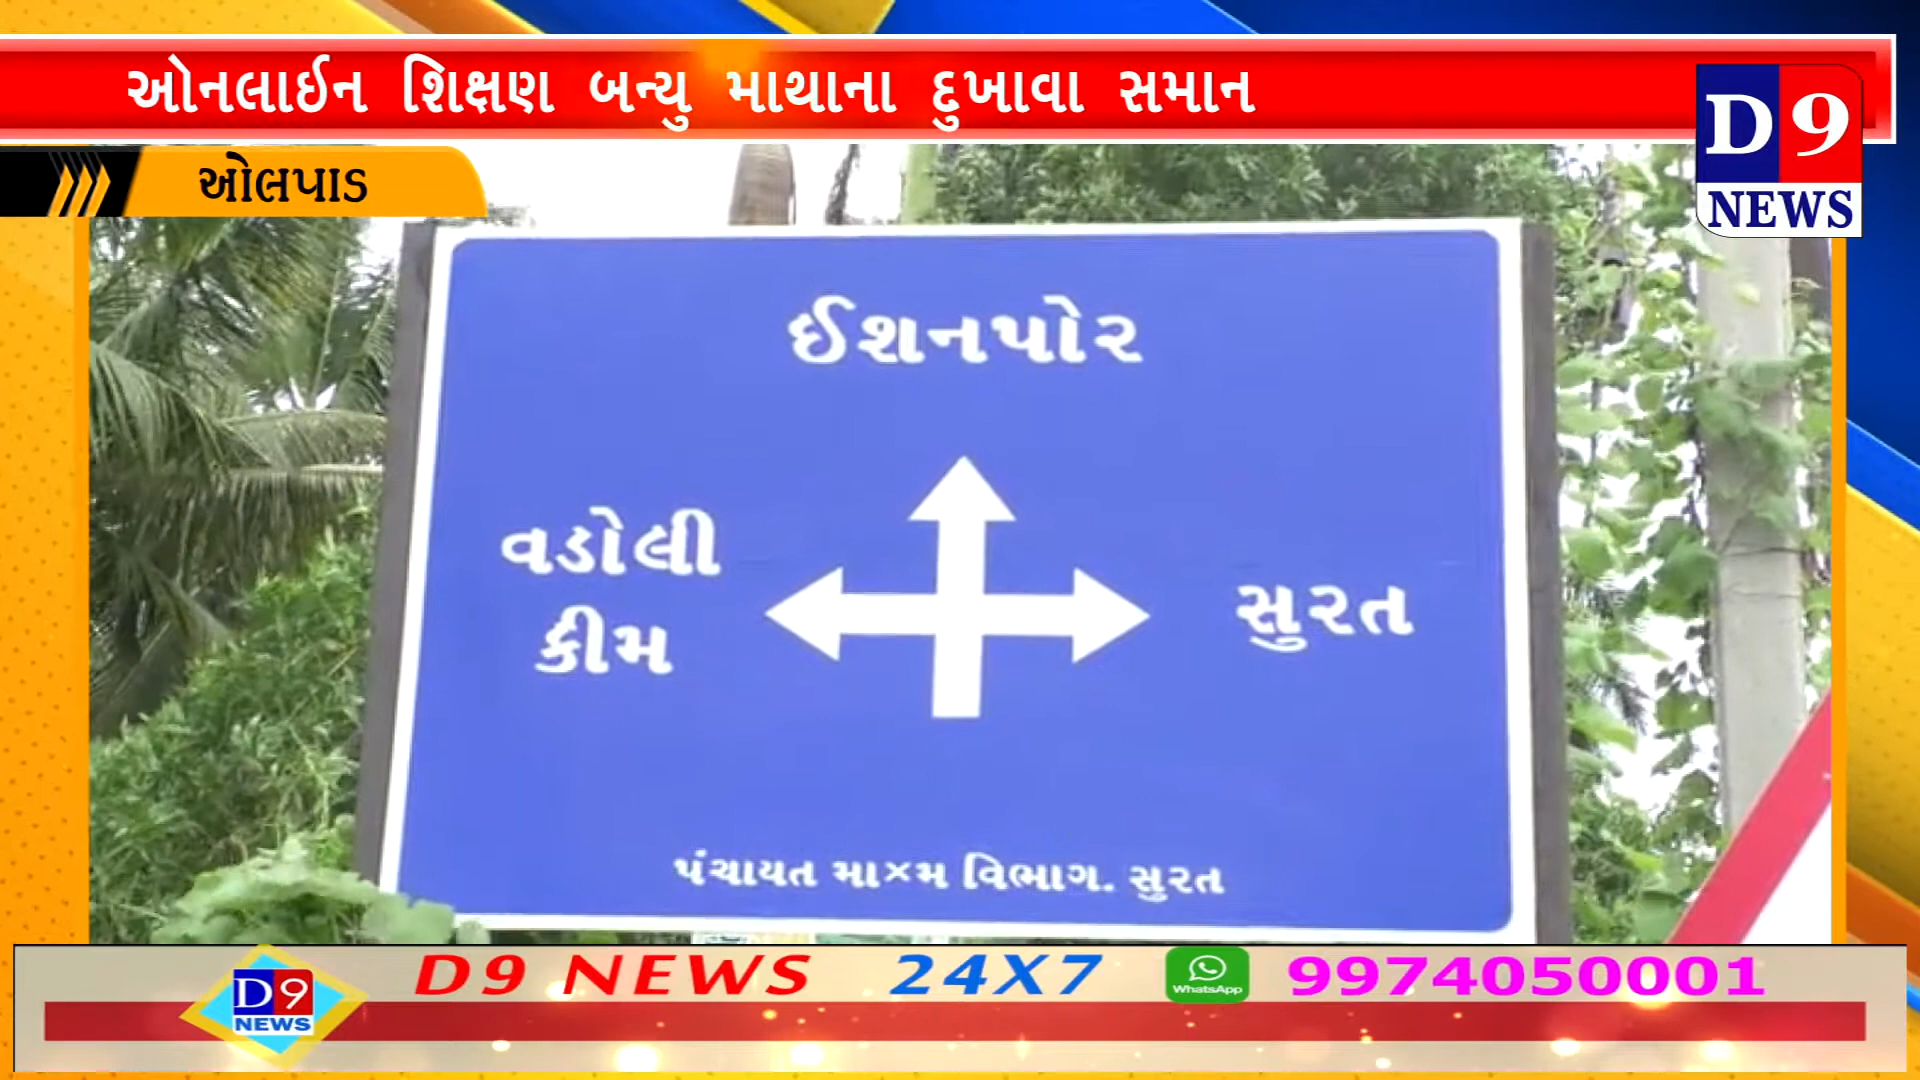 ઓનલાઈન શિક્ષણ બન્યુ માથાના દુખાવા સમાન
D9
NEWS
ઓલપાડ
ઈશનપોર
વડોલી
કીમ
સુરત
પંચાયત મા×મ વિભાગ. સુરત
D9 NEWS 24X7 WhatsApp 9974050001
D9
NEWS